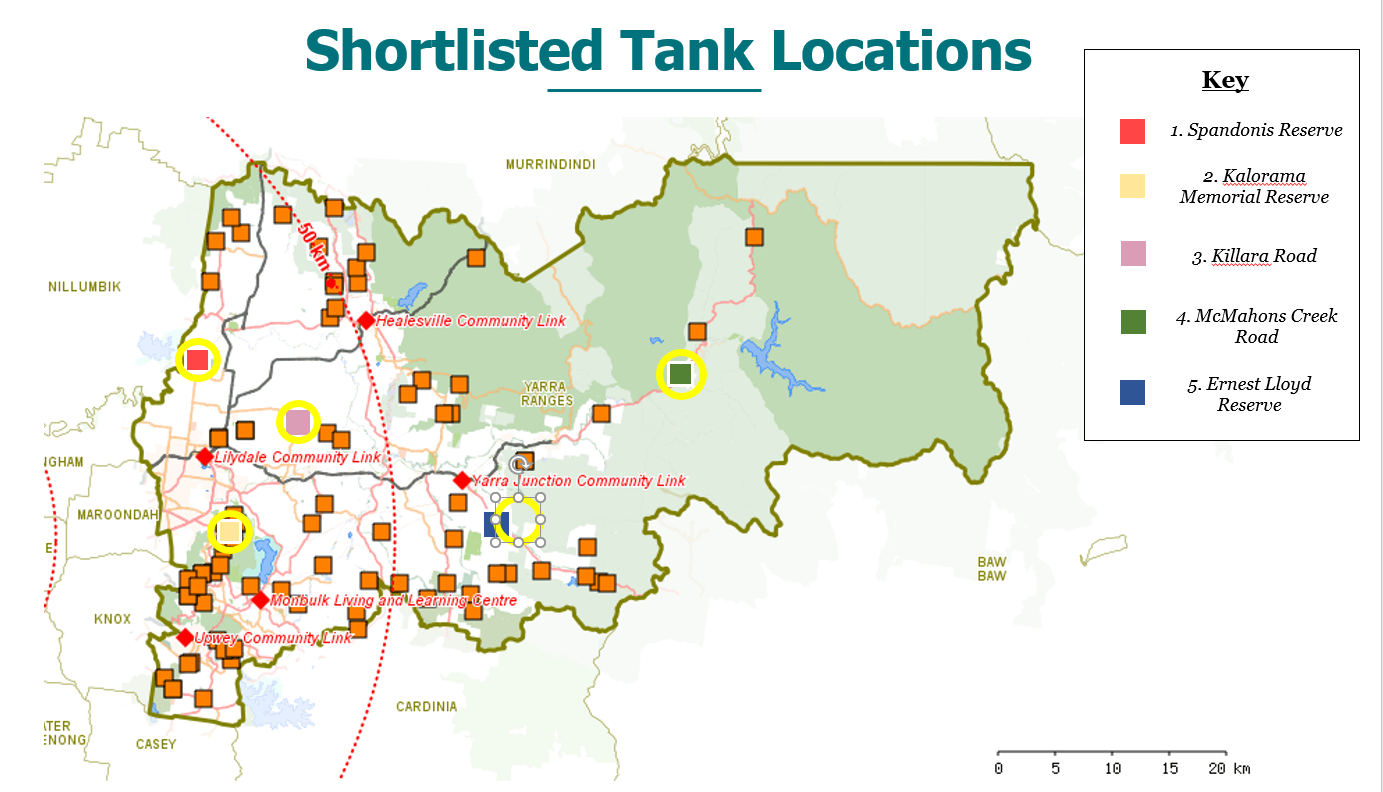 Shortlisted Tank Locations
Key
1. Spandonis Reserve
2. Kalorama
Memorial Reserve
3. Killara Road
4. McMahons Creek
Road
5. Ernest Lloyd
Reserve
MURRINDINDI
50 km
NILLUMBIK
Healesville Community Link
YARRA
RANGES
Lilydale Community Link
NGHAM
Yarra Junction Community Link
MAROONDAH
E
BAW
BAW
Monbulk Living and Learning Centre
KNOX
Upwey Community Link
CARDINIA
ATER
ENONG
CASEY
0 5 10 15 20 km